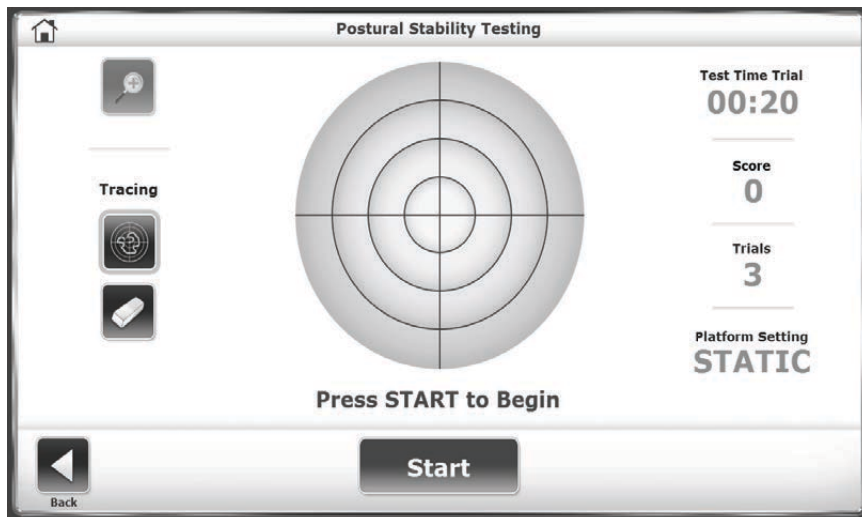 Postural Stability Testing
Tracing
Test Time Trial
00:20
Score
0
Trials
3
Platform Setting
STATIC
Press START to Begin
Start
Back